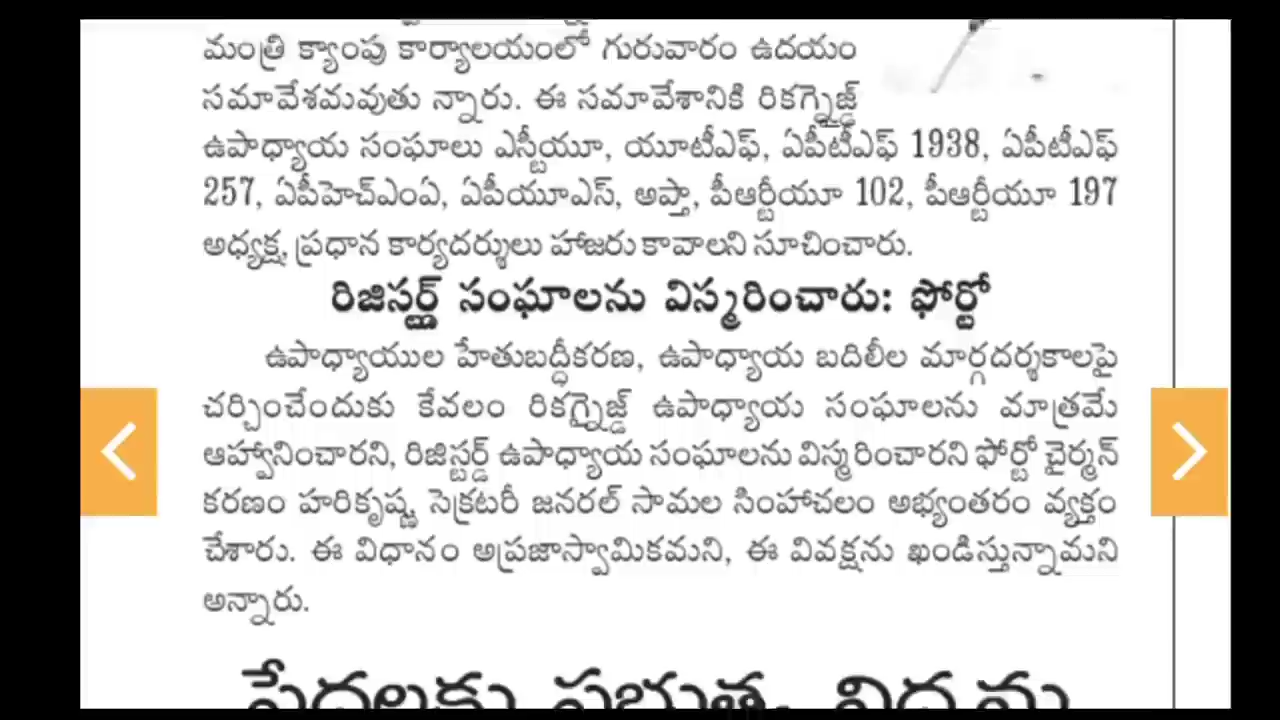 మంత్రి క్యాంపు కార్యాలయంలో గురువారం ఉదయం
సమావేశమవుతు న్నారు. ఈ సమావేశానికి రికగ్నైజ్డ్
ఉపాధ్యాయ సంఘాలు ఎస్టీయూ, యూటీఎఫ్, ఏపీటీఎఫ్ 1938, ఏపీటీఎఫ్
257, ఏపీహెచ్ఎంఏ, ఏపీయూఎస్, అప్తా, పీఆర్టీయూ 102, పీఆర్టీయూ 197
అధ్యక్ష, ప్రధాన కార్యదర్శులు హాజరు కావాలని సూచించారు.
రిజిస్టర్డ్ సంఘాలను విస్మరించారు: ఫోర్టో
ఉపాధ్యాయుల హేతుబద్ధీకరణ, ఉపాధ్యాయ బదిలీల మార్గదర్శకాలపై
చర్చించేందుకు కేవలం రికగ్నైజ్డ్ ఉపాధ్యాయ సంఘాలను మాత్రమే
ఆహ్వానించారని, రిజిస్టర్డ్ ఉపాధ్యాయ సంఘాలను విస్మరించారని ఫోర్టో చైర్మన్
కరణం హరికృష్ణ, సెక్రటరీ జనరల్ సామల సింహాచలం అభ్యంతరం వ్యక్తం
చేశారు. ఈ విధానం అప్రజాస్వామికమని, ఈ వివక్షను ఖండిస్తున్నామని
అన్నారు.